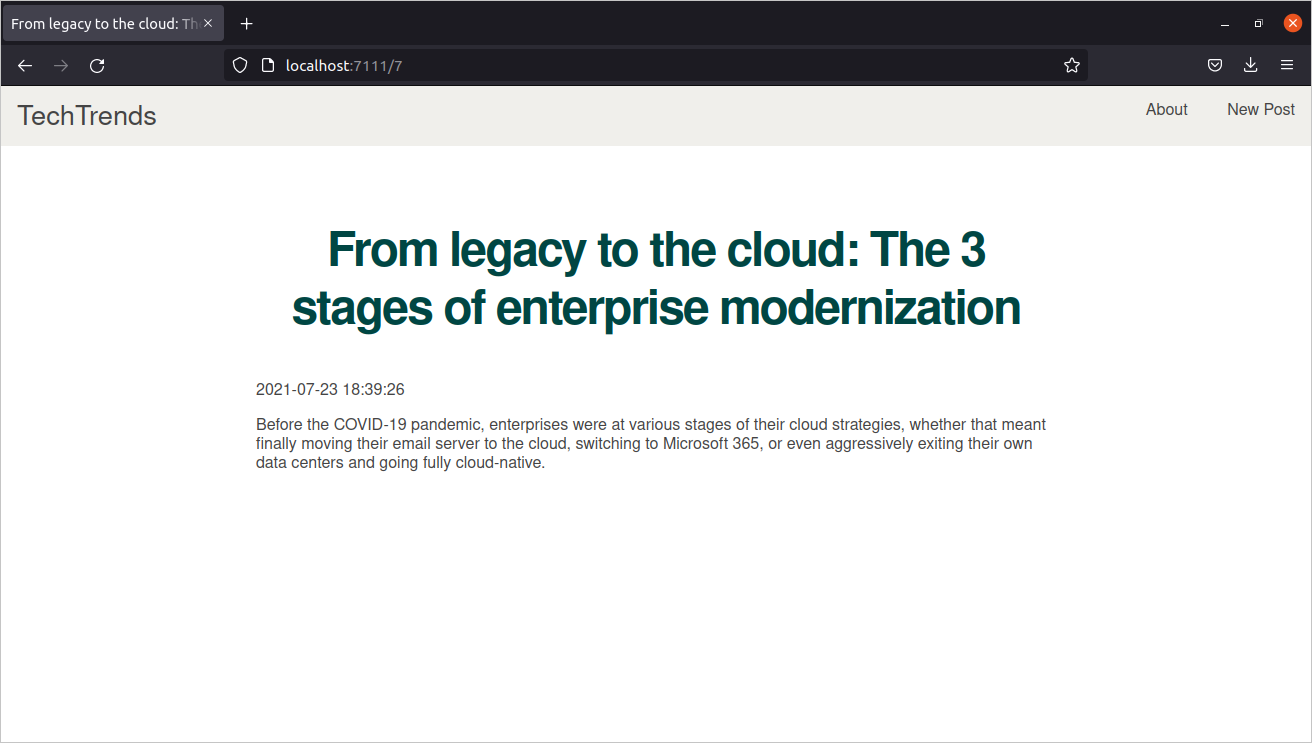 From legacy to the cloud: Th
localhost:7111/7
TechTrends
About
New Post
From legacy to the cloud: The 3
stages of enterprise modernization
2021-07-23 18:39:26
Before the COVID-19 pandemic, enterprises were at various stages of their cloud strategies, whether that meant
finally moving their email server to the cloud, switching to Microsoft 365, or even aggressively exiting their own
data centers and going fully cloud-native.